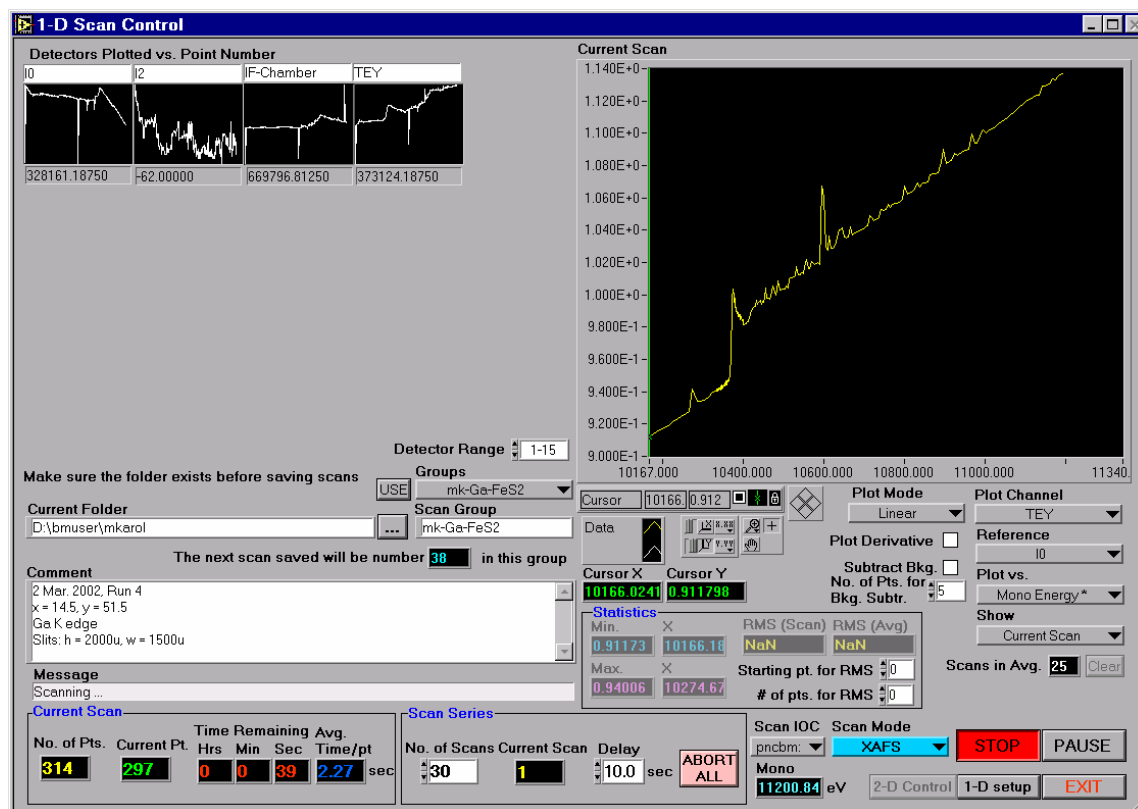 1-D Scan Control
Detectors Plotted vs. Point Number
I0 I2 IF-Chamber TEY
328161.18750 -62.00000 669796.81250 373124.18750
Current Scan
1.140E+0
1.120E+0
1.100E+0
1.080E+0
1.060E+0
1.040E+0
1.020E+0
1.000E+0
9.800E-1
9.600E-1
9.400E-1
9.200E-1
9.000E-1
10167.000 10400.000 10600.000 10800.000 11000.000 11340.
Detector Range 1-15
Make sure the folder exists before saving scans
USE
Groups
mk-Ga-FeS2
Current Folder
D:\bmuser\mkarol
...
Scan Group
mk-Ga-FeS2
The next scan saved will be number 38 in this group
Comment
2 Mar. 2002, Run 4
x = 14.5, y = 51.5
Ga K edge
Slits: h = 2000u, w = 1500u
Message
Scanning ...
Cursor 10166. 0.912
Data
X X.XX
Y Y.YY
Cursor X Cursor Y
10166.0241 0.911798
Plot Mode
Linear
Plot Derivative
Subtract Bkg.
No. of Pts. for
Bkg. Subtr. 5
Plot Channel
TEY
Reference
I0
Plot vs.
Mono Energy*
Show
Current Scan
Scans in Avg. 25 Clear
Statistics
Min. X RMS (Scan) RMS (Avg)
0.91173 10166.18 NaN NaN
Max. X
0.94006 10274.67
Starting pt. for RMS 0
# of pts. for RMS 0
Current Scan
No. of Pts. Current Pt.
314 297
Time Remaining
Hrs Min Sec
0 0 39
Avg.
Time/pt
2.27 sec
Scan Series
No. of Scans Current Scan Delay
30 1 10.0 sec
ABORT
ALL
Scan IOC Scan Mode
pncbm: XAFS STOP PAUSE
Mono
11200.84 eV 2-D Control 1-D setup EXIT